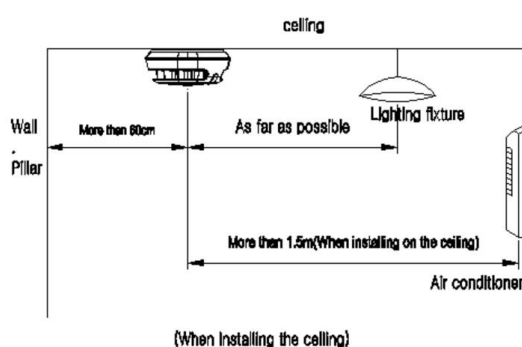 ceiling
Wall
.
Pillar
More than 60cm
As far as possible
Lighting fixture
More than 1.5m(When installing on the ceiling)
Air conditioner
(When installing the ceiling)